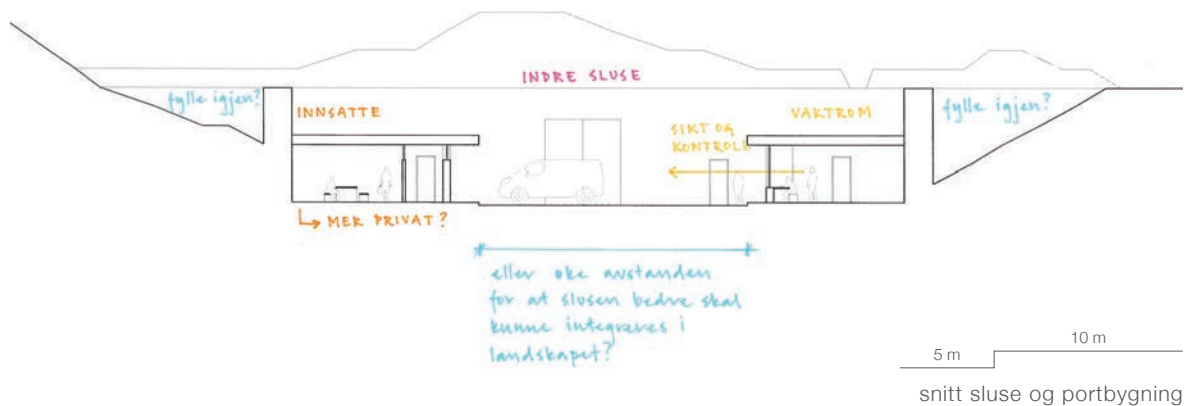 INDRE SLUSE
fylle igjen?
INNSATTE
SIKT OG
KONTROLL
VAKTROM
fylle igjen?
MER PRIVAT?
eller øke avstanden
for at slusen bedre skal
kunne integreres i
landskapet?
5 m
10 m
snitt sluse og portbygning